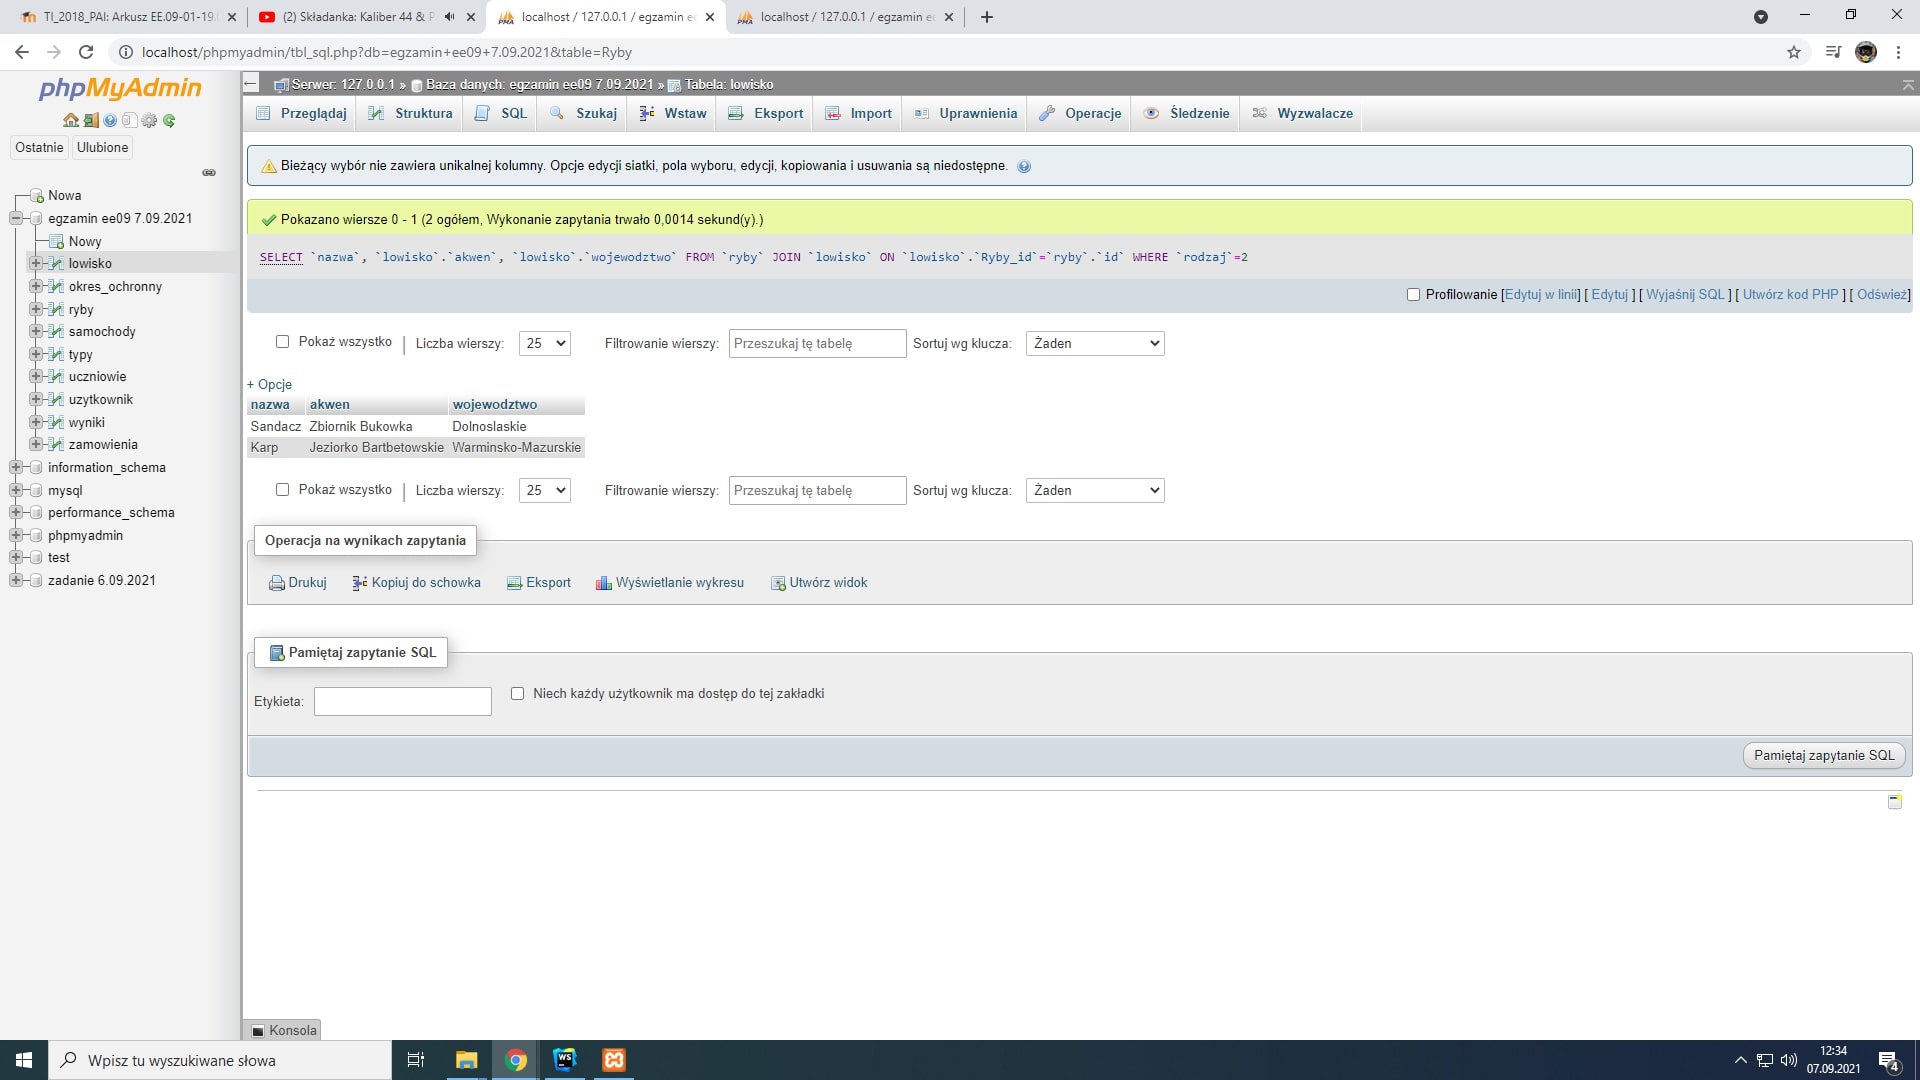 TI_2018_PAI: Arkusz EE.09-01-19.
(2) Składanka: Kaliber 44 & P
localhost / 127.0.0.1 / egzamin ee
localhost / 127.0.0.1 / egzamin ee
localhost/phpmyadmin/tbl_sql.php?db=egzamin+ee09+7.09.2021&table=Ryby
phpMyAdmin
Ostatnie Ulubione
Nowa
egzamin ee09 7.09.2021
Nowy
lowisko
okres_ochronny
ryby
samochody
typy
uczniowie
uzytkownik
wyniki
zamowienia
information_schema
mysql
performance_schema
phpmyadmin
test
zadanie 6.09.2021
Serwer: 127.0.0.1 » Baza danych: egzamin ee09 7.09.2021 » Tabela: lowisko
Przeglądaj Struktura SQL Szukaj Wstaw Eksport Import Uprawnienia Operacje Śledzenie Wyzwalacze
Bieżący wybór nie zawiera unikalnej kolumny. Opcje edycji siatki, pola wyboru, edycji, kopiowania i usuwania są niedostępne.
Pokazano wiersze 0 - 1 (2 ogółem, Wykonanie zapytania trwało 0,0014 sekund(y).)
SELECT `nazwa`, `lowisko`.`akwen`, `lowisko`.`wojewodztwo` FROM `ryby` JOIN `lowisko` ON `lowisko`.`Ryby_id`=`ryby`.`id` WHERE `rodzaj`=2
Profilowanie [Edytuj w linii] [ Edytuj ] [ Wyjaśnij SQL ] [ Utwórz kod PHP ] [ Odśwież]
Pokaż wszystko | Liczba wierszy: 25 Filtrowanie wierszy: Przeszukaj tę tabelę Sortuj wg klucza: Żaden
+ Opcje
nazwa akwen wojewodztwo
Sandacz Zbiornik Bukowka Dolnoslaskie
Karp Jeziorko Bartbetowskie Warminsko-Mazurskie
Pokaż wszystko | Liczba wierszy: 25 Filtrowanie wierszy: Przeszukaj tę tabelę Sortuj wg klucza: Żaden
Operacja na wynikach zapytania
Drukuj Kopiuj do schowka Eksport Wyświetlanie wykresu Utwórz widok
Pamiętaj zapytanie SQL
Etykieta: Niech każdy użytkownik ma dostęp do tej zakładki
Pamiętaj zapytanie SQL
Konsola
Wpisz tu wyszukiwane słowa
WS
12:34
07.09.2021
4